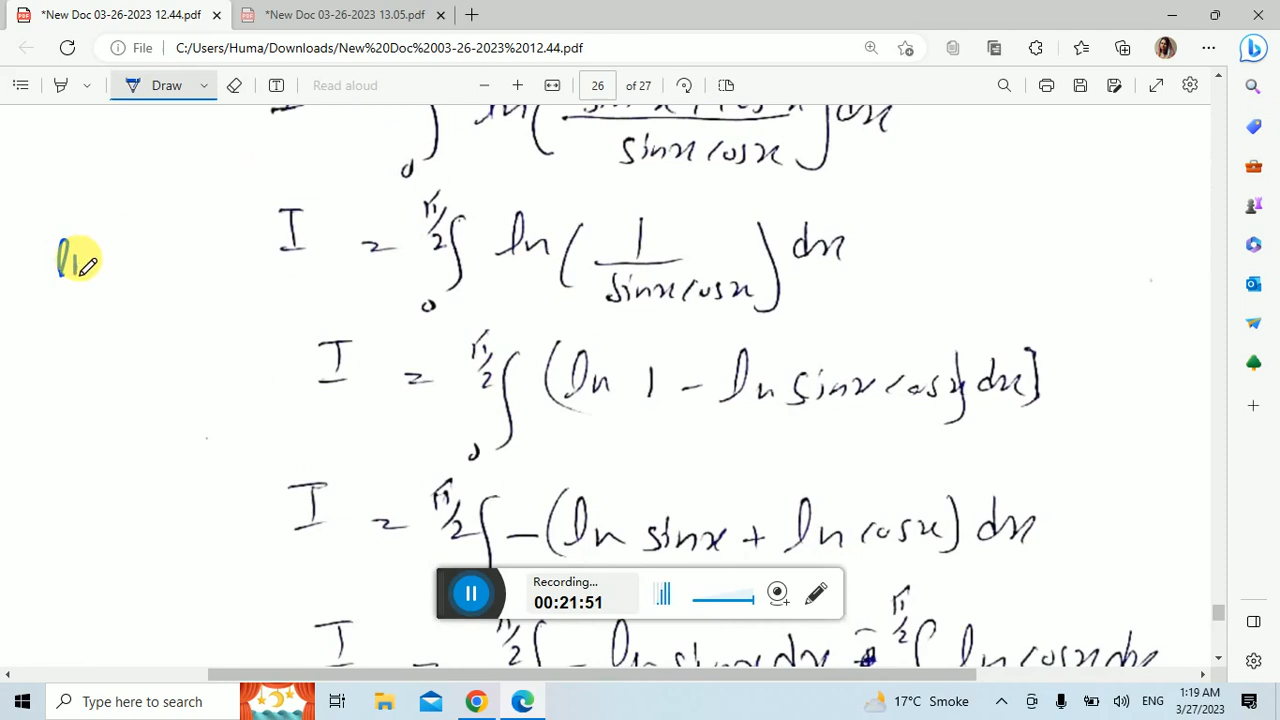 *New Doc 03-26-2023 12.44.pdf
*New Doc 03-26-2023 13.05.pdf
File C:/Users/Huma/Downloads/New%20Doc%2003-26-2023%2012.44.pdf
Draw Read aloud 26 of 27
I ∫₀ ln( / sinx cosx) dx
I = ∫₀^(π/2) ln(1 / sinx cosx) dx
I = ∫₀^(π/2) (ln 1 - ln sinx cosx} dx]
I = ∫^(π/2) -(ln sinx + ln cosx) dx
Recording...
00:21:51
I = ^(π/2)∫ - ln sinx dx - ^(π/2)∫ ln cosx dx
Type here to search
17°C Smoke
ENG
1:19 AM
3/27/2023